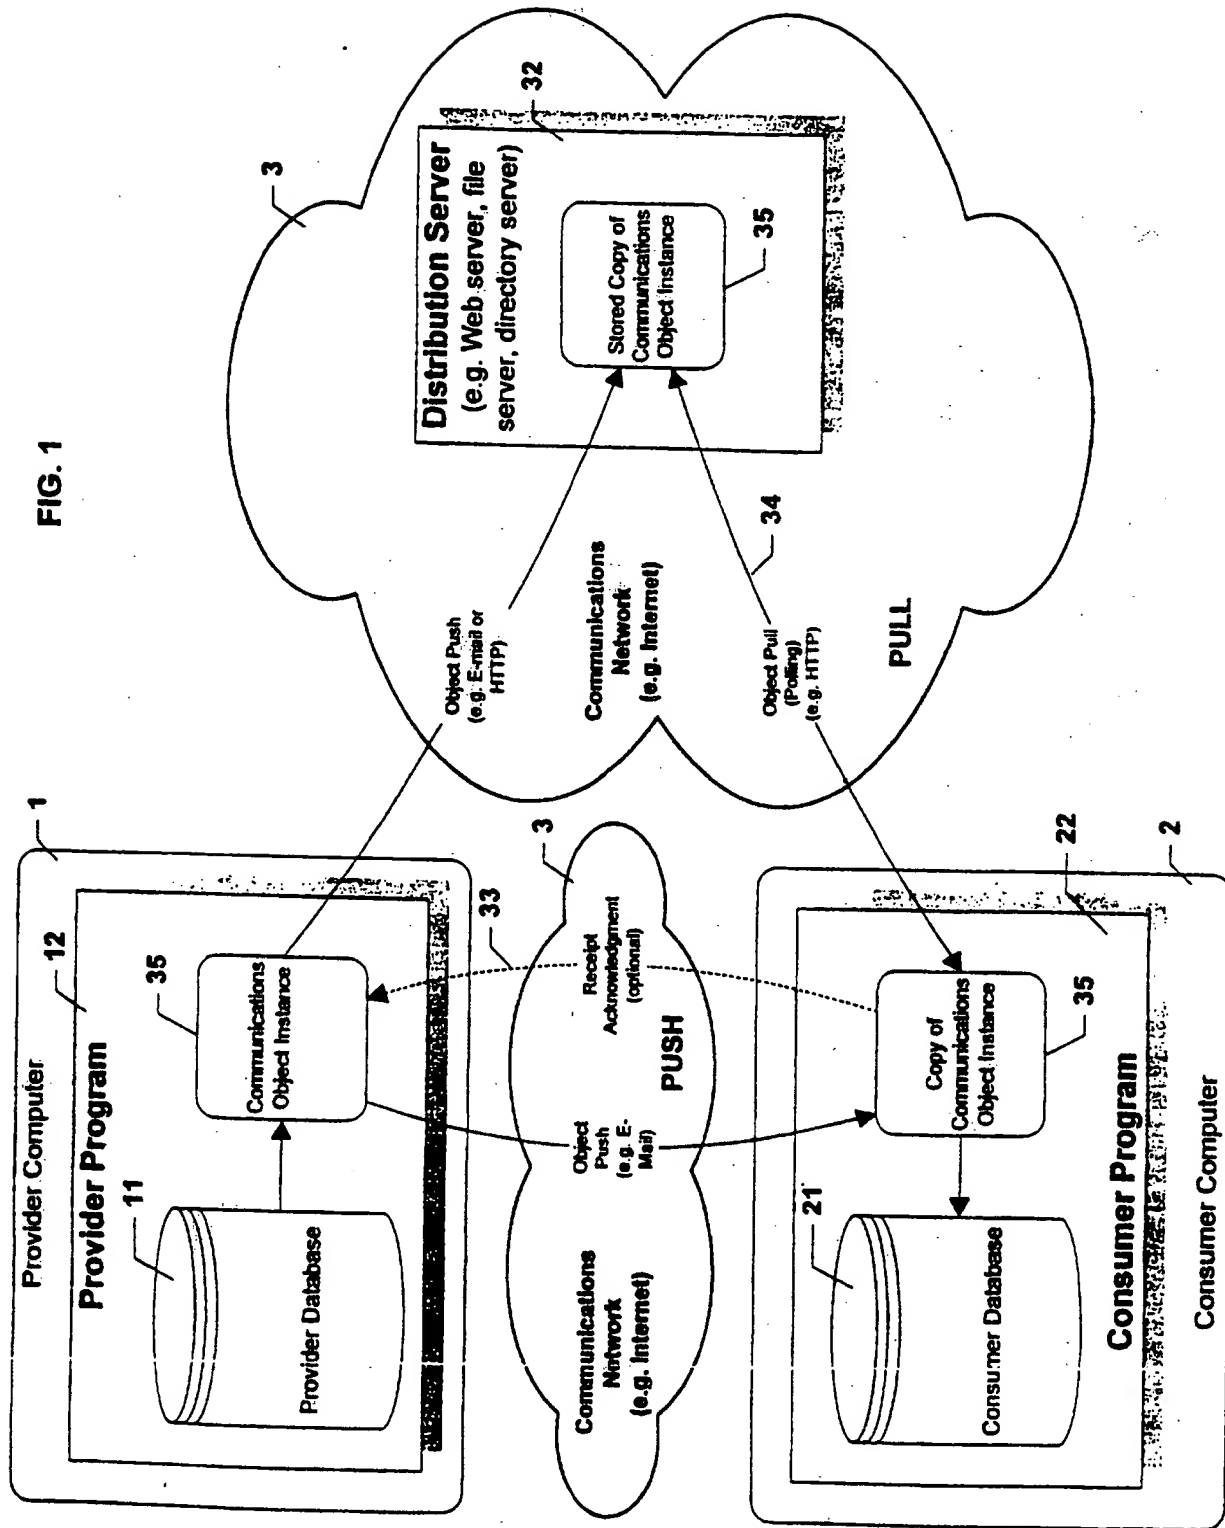 FIG. 1
Provider Computer
1
Provider Program
12
11
Provider Database
35
Communications
Object Instance
33
3
Communications
Network
(e.g. Internet)
Object
Push
(e.g. E-
Mail)
PUSH
Receipt
Acknowledgment
(optional)
3
Distribution Server
(e.g. Web server, file
server, directory server)
32
Stored Copy of
Communications
Object Instance
35
Object Push
(e.g. E-mail or
HTTP)
Communications
Network
(e.g. Internet)
34
Object Pull
(Polling)
(e.g. HTTP)
PULL
21
Consumer Database
Copy of
Communications
Object Instance
35
22
2
Consumer Program
Consumer Computer